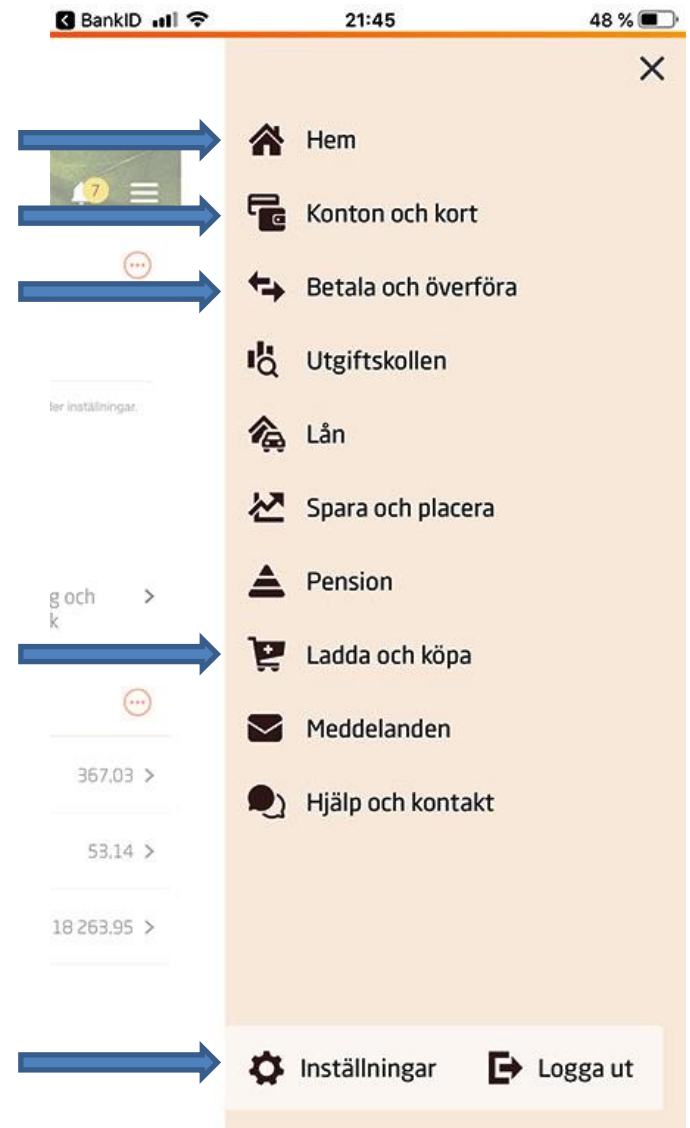 BankID 21:45 48 %
Hem
7
Konton och kort
Betala och överföra
Utgiftskollen
der inställningar.
Lån
Spara och placera
Pension
g och
k
Ladda och köpa
Meddelanden
367,03
Hjälp och kontakt
53,14
18 263,95
Inställningar Logga ut